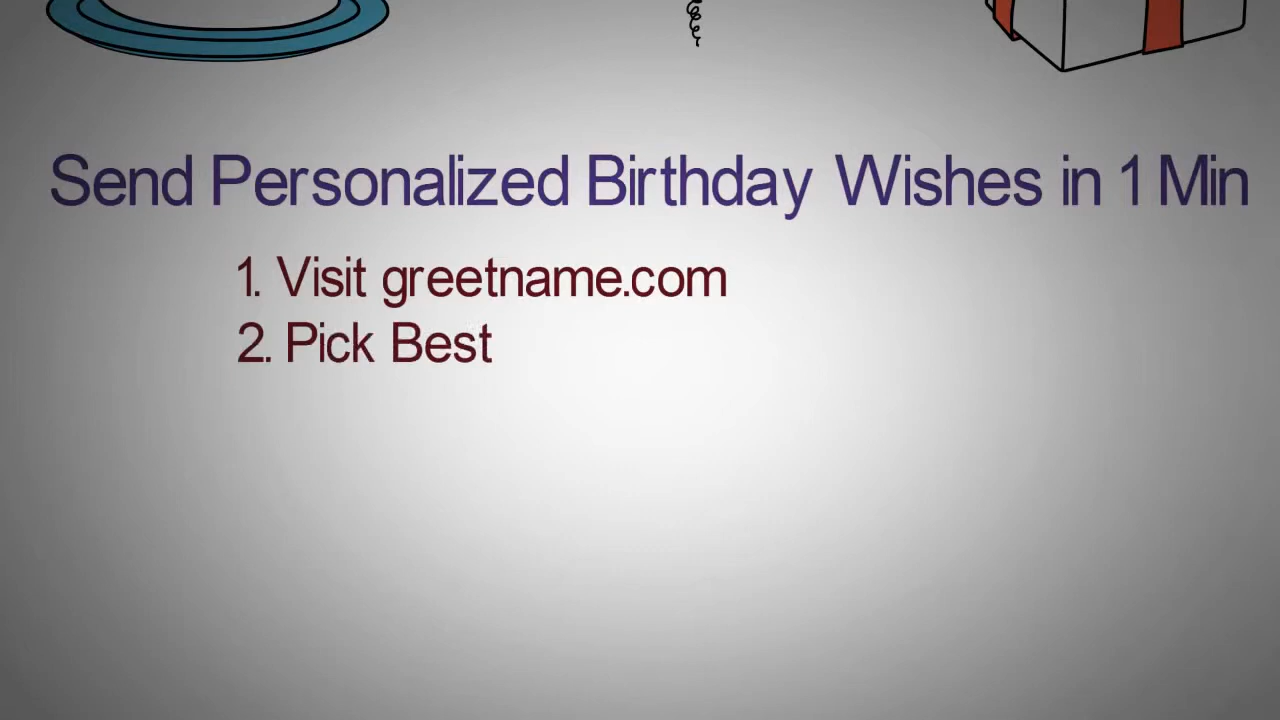 Send Personalized Birthday Wishes in 1 Min
1. Visit greetname.com
2. Pick Best